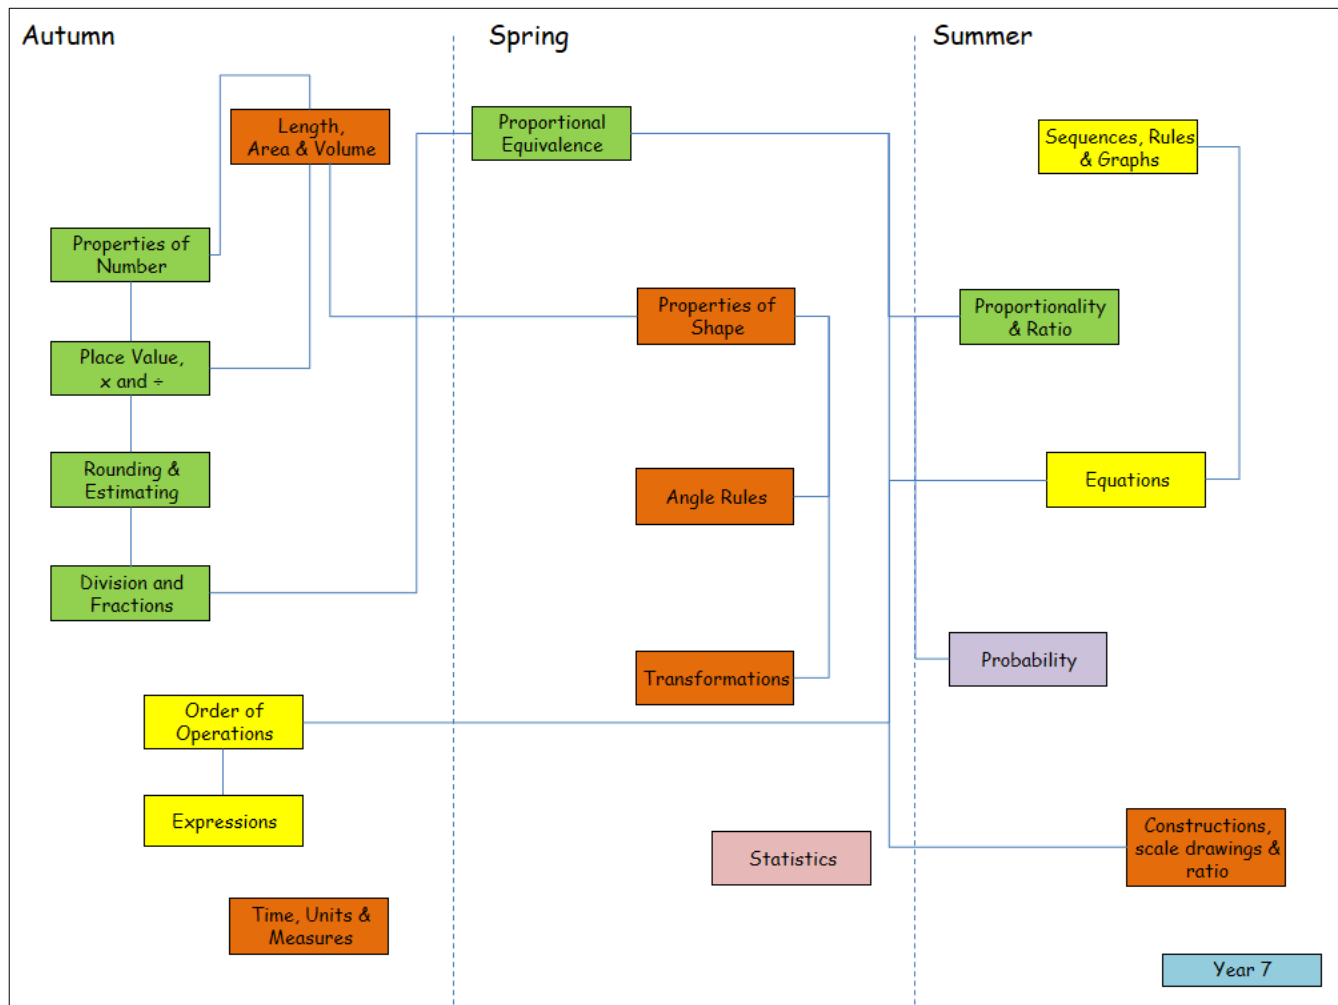 Autumn
Spring
Summer
Length,
Area & Volume
Properties of
Number
Place Value,
x and ÷
Rounding &
Estimating
Division and
Fractions
Order of
Operations
Expressions
Time, Units &
Measures
Proportional
Equivalence
Properties of
Shape
Angle Rules
Transformations
Statistics
Sequences, Rules
& Graphs
Proportionality
& Ratio
Equations
Probability
Constructions,
scale drawings &
ratio
Year 7